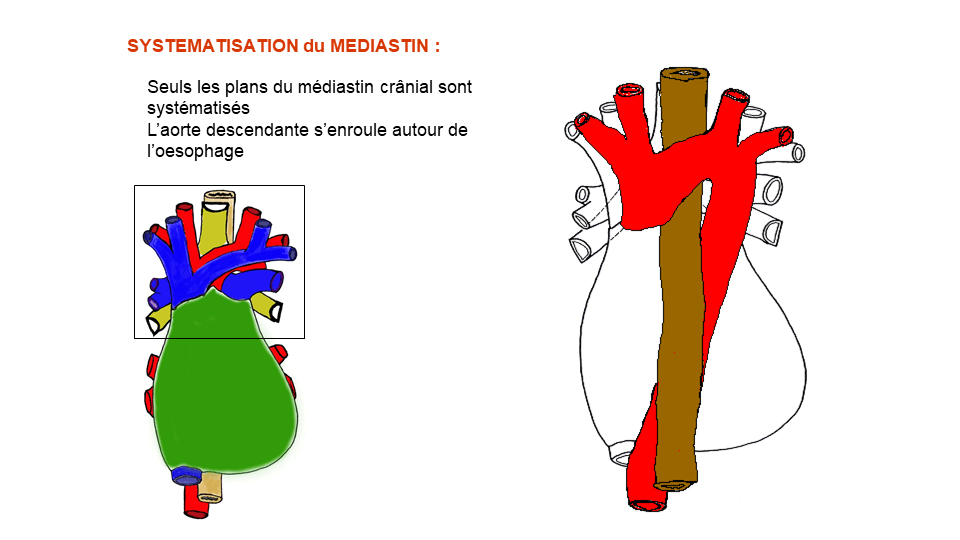 SYSTEMATISATION du MEDIASTIN :
Seuls les plans du médiastin crânial sont
systématisés
L’aorte descendante s’enroule autour de
l’oesophage